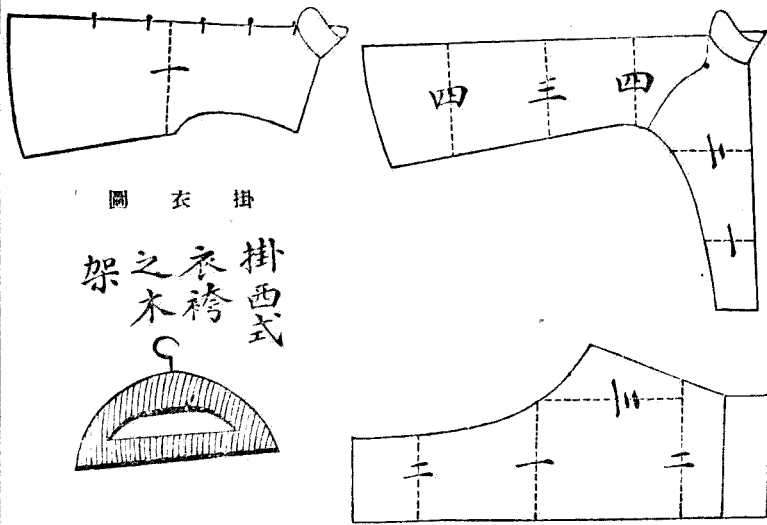 一
四 三 四
二
一
掛衣圖
掛西式
衣袴
之木
架
三
二 一 二